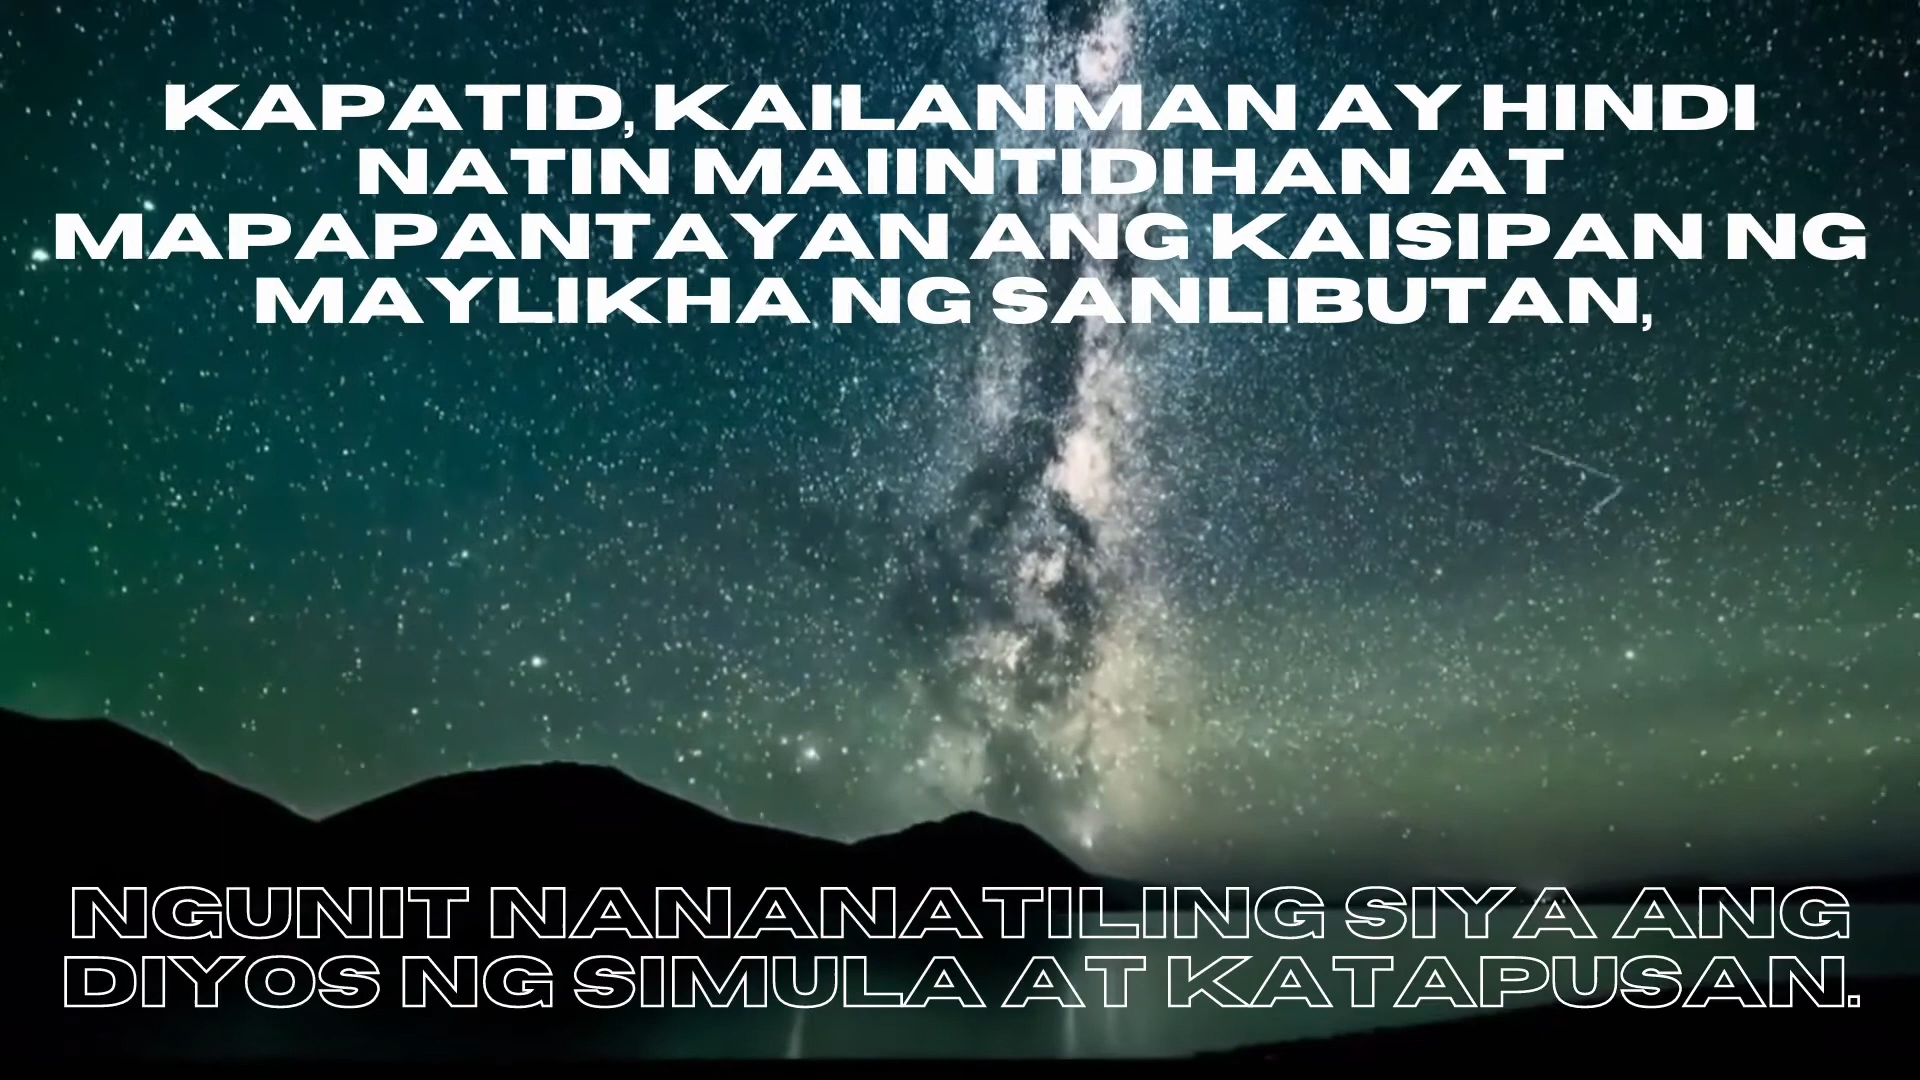 KAPATID, KAILANMAN AY HINDI
NATIN MAIINTIDIHAN AT
MAPAPANTAYAN ANG KAISIPAN NG
MAYLIKHA NG SANLIBUTAN,
NGUNIT NANANATILING SIYA ANG
DIYOS NG SIMULA AT KATAPUSAN.